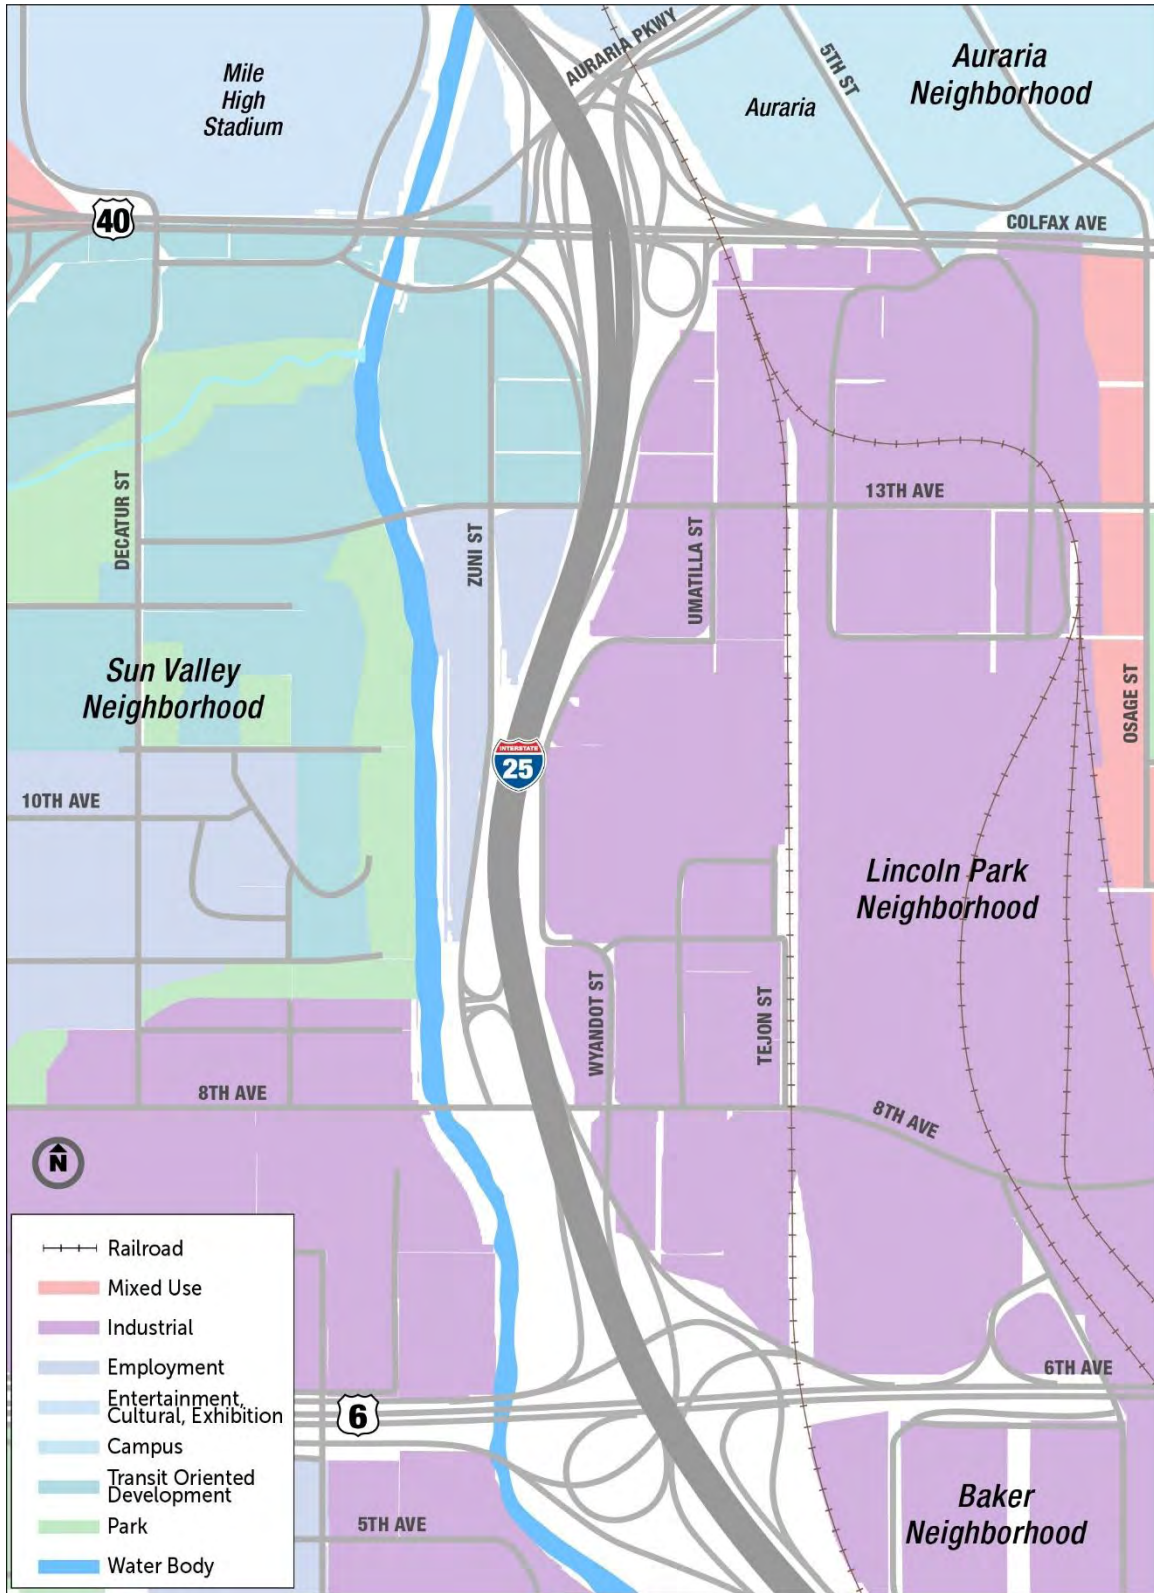 Mile
High
Stadium
AURARIA PKWY
5TH ST
Auraria
Neighborhood
Auraria
40
COLFAX AVE
DECATUR ST
ZUNI ST
UMATILLA ST
13TH AVE
OSAGE ST
Sun Valley
Neighborhood
INTERSTATE
25
10TH AVE
Lincoln Park
Neighborhood
WYANDOT ST
TEJON ST
8TH AVE
8TH AVE
N
Railroad
Mixed Use
Industrial
Employment
Entertainment,
Cultural, Exhibition
Campus
Transit Oriented
Development
Park
Water Body
6
6TH AVE
5TH AVE
Baker
Neighborhood